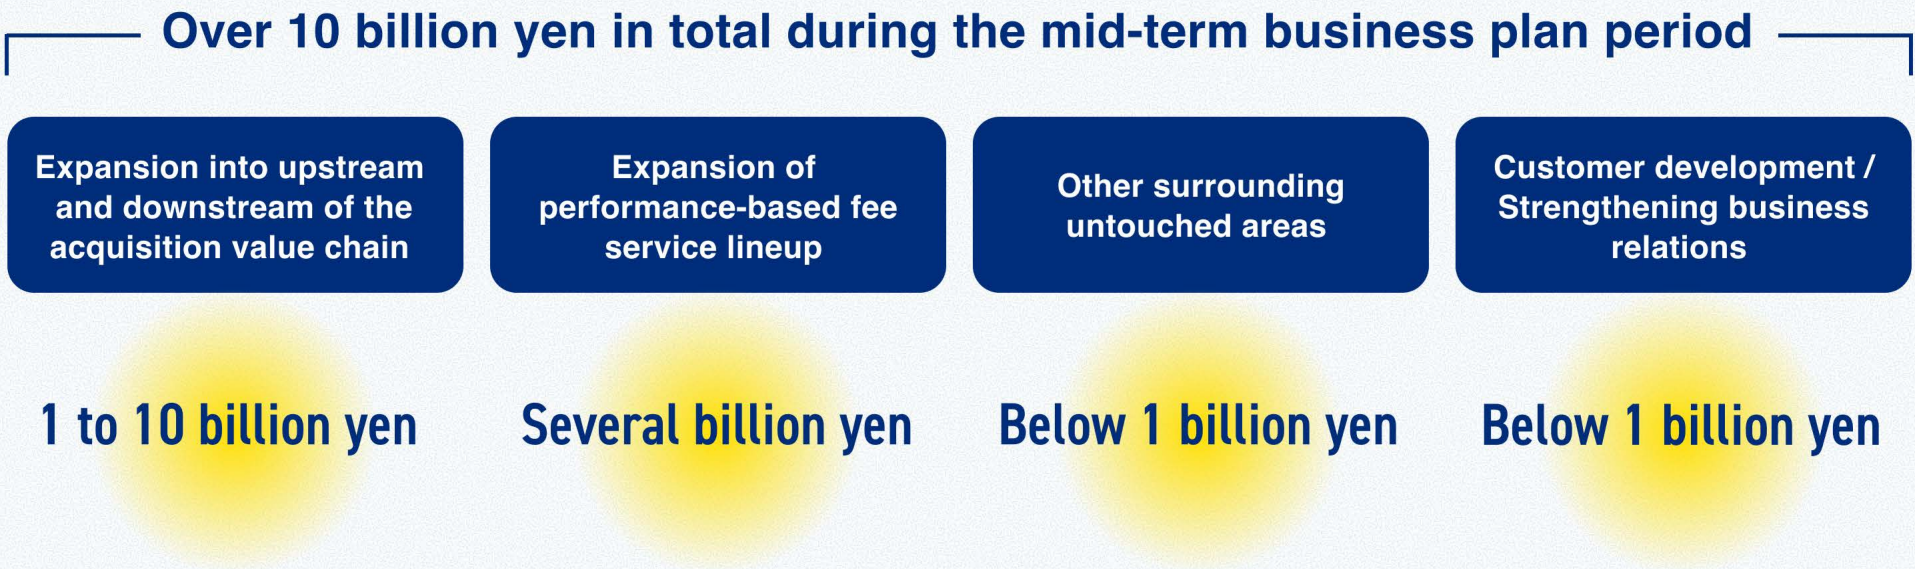 Over 10 billion yen in total during the mid-term business plan period
Expansion into upstream
and downstream of the
acquisition value chain
Expansion of
performance-based fee
service lineup
Other surrounding
untouched areas
Customer development /
Strengthening business
relations
1 to 10 billion yen
Several billion yen
Below 1 billion yen
Below 1 billion yen